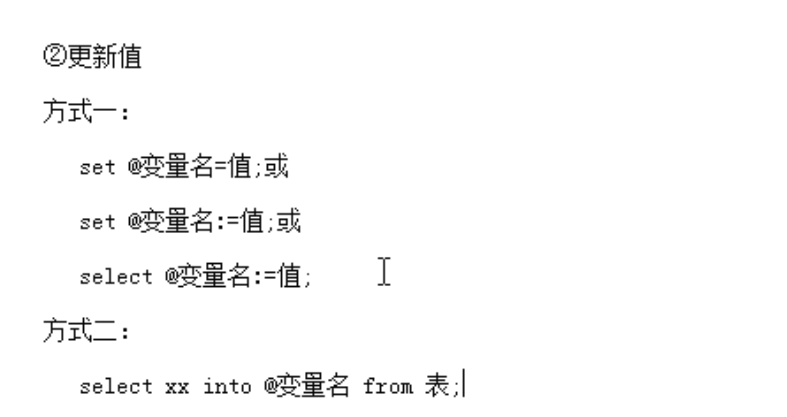 ②更新值
方式一：
set @变量名=值;或
set @变量名:=值;或
select @变量名:=值;
方式二：
select xx into @变量名 from 表;